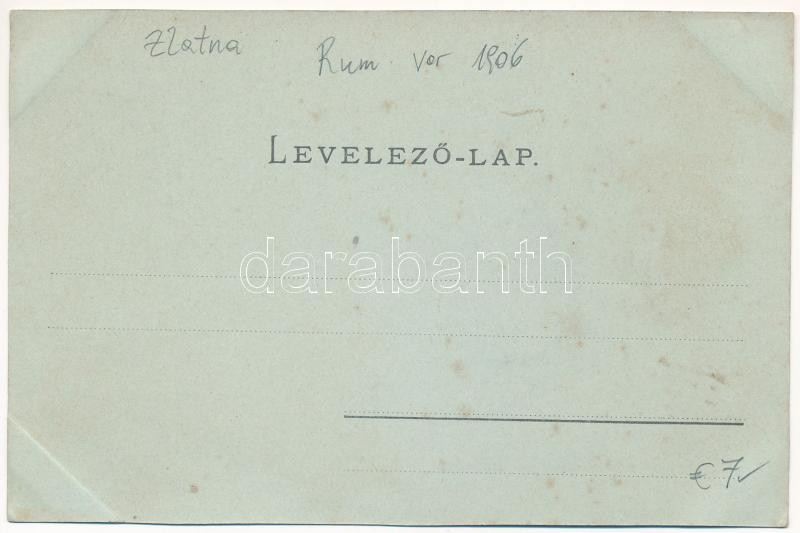 Zlatna Rum. vor 1906
LEVELEZŐ-LAP.
darabanth
€ 7